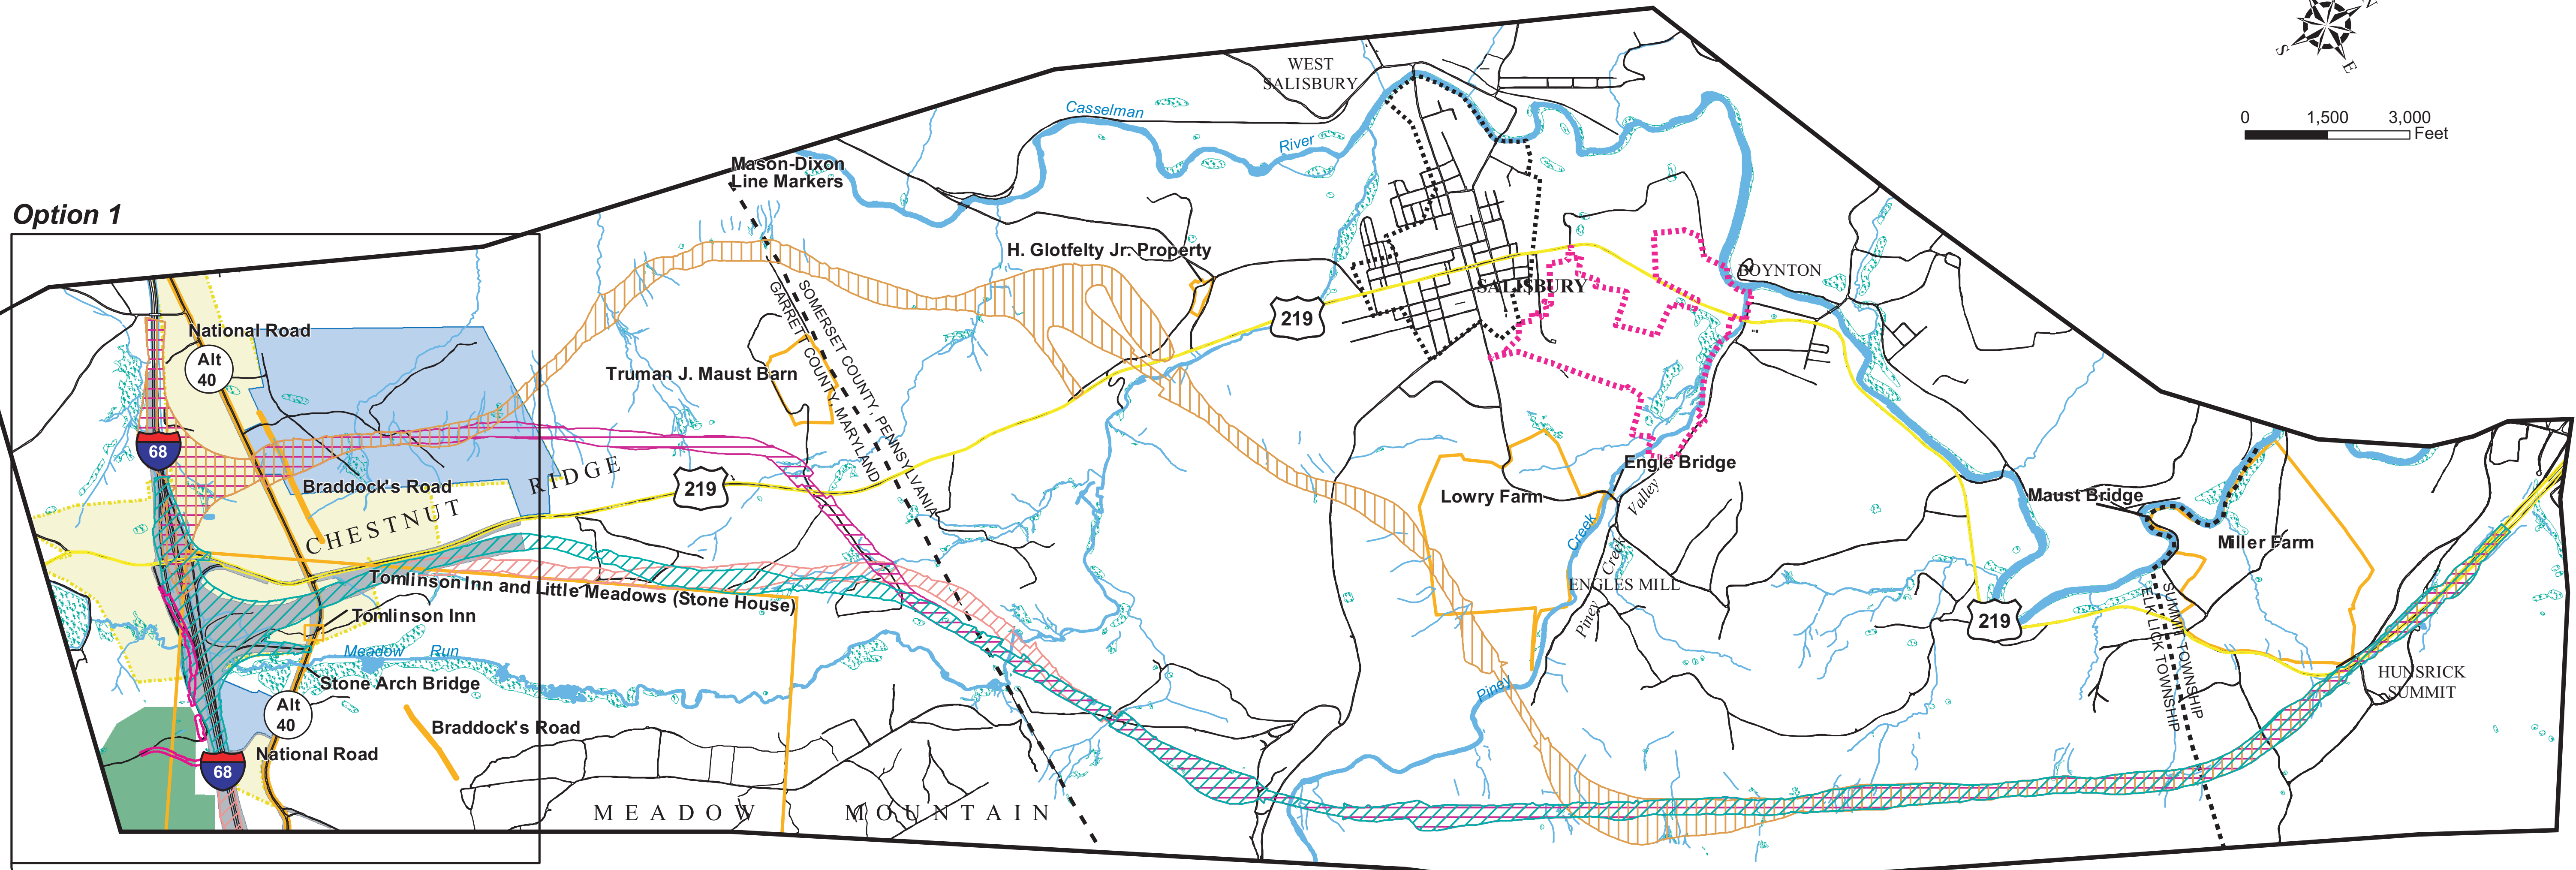 S
E
0 1,500 3,000
Feet
WEST
SALISBURY
Casselman
River
Mason-Dixon
Line Markers
Option 1
H. Glotfelty Jr. Property
BOYNTON
SALISBURY
219
SOMERSET COUNTY, PENNSYLVANIA
GARRET COUNTY, MARYLAND
National Road
Alt
40
Truman J. Maust Barn
68
Braddock's Road
CHESTNUT RIDGE
219
Engle Bridge
Lowry Farm
Valley
Creek
Piney
Creek
Maust Bridge
Miller Farm
ENGLES MILL
Tomlinson Inn and Little Meadows (Stone House)
Tomlinson Inn
219
SUMMIT TOWNSHIP
ELK LICK TOWNSHIP
Meadow Run
Stone Arch Bridge
Piney
HUNSRICK
SUMMIT
Alt
40
Braddock's Road
National Road
68
MEADOW MOUNTAIN